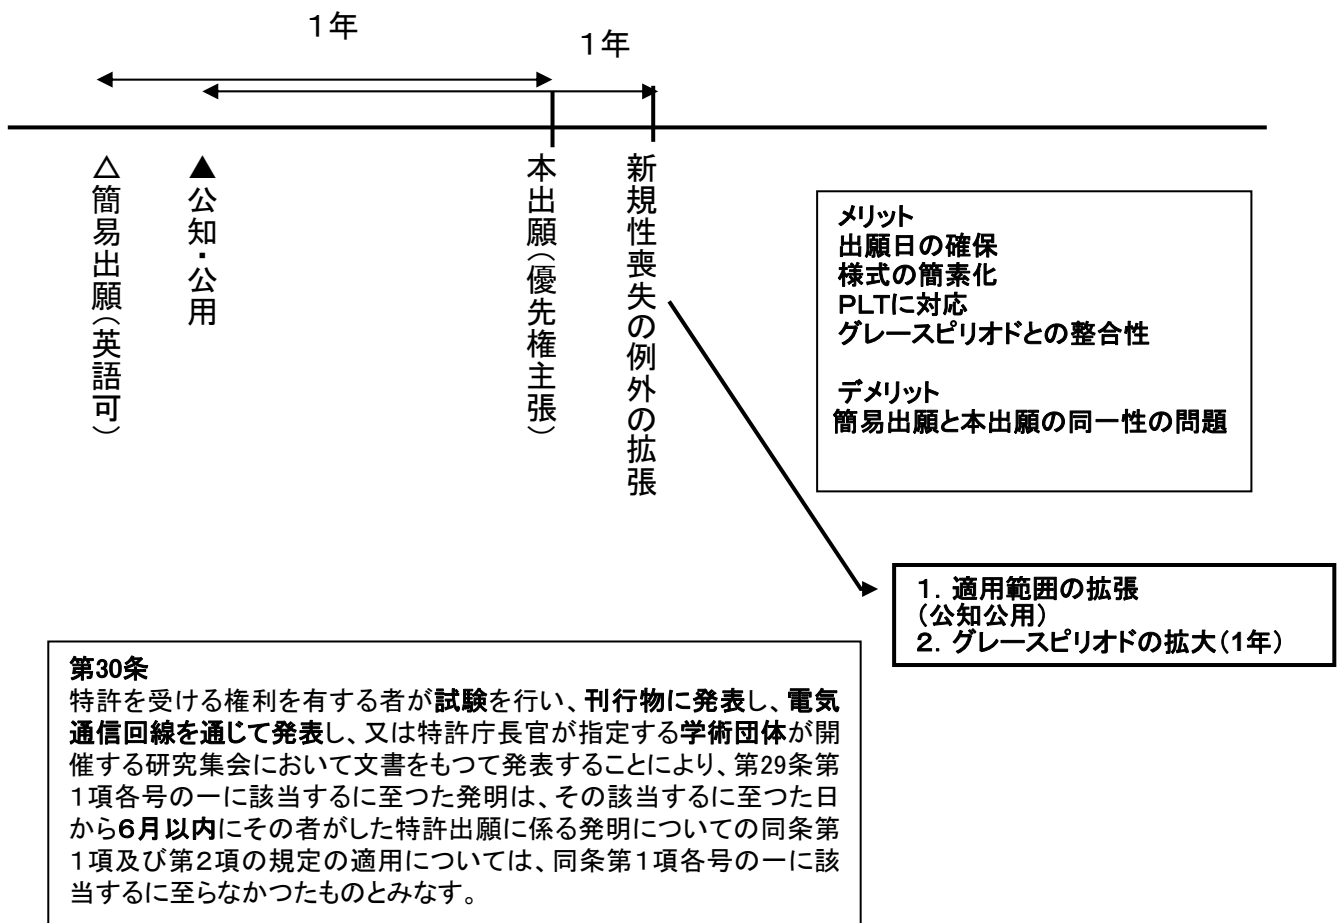 １年
１年
△簡易出願（英語可）
▲公知・公用
本出願（優先権主張）
新規性喪失の例外の拡張
メリット
出願日の確保
様式の簡素化
PLTに対応
グレースピリオドとの整合性
デメリット
簡易出願と本出願の同一性の問題
１．適用範囲の拡張
（公知公用）
２．グレースピリオドの拡大（1年）
第30条
特許を受ける権利を有する者が試験を行い、刊行物に発表し、電気
通信回線を通じて発表し、又は特許庁長官が指定する学術団体が開
催する研究集会において文書をもつて発表することにより、第29条第
１項各号の一に該当するに至つた発明は、その該当するに至つた日
から６月以内にその者がした特許出願に係る発明についての同条第
１項及び第２項の規定の適用については、同条第１項各号の一に該
当するに至らなかつたものとみなす。